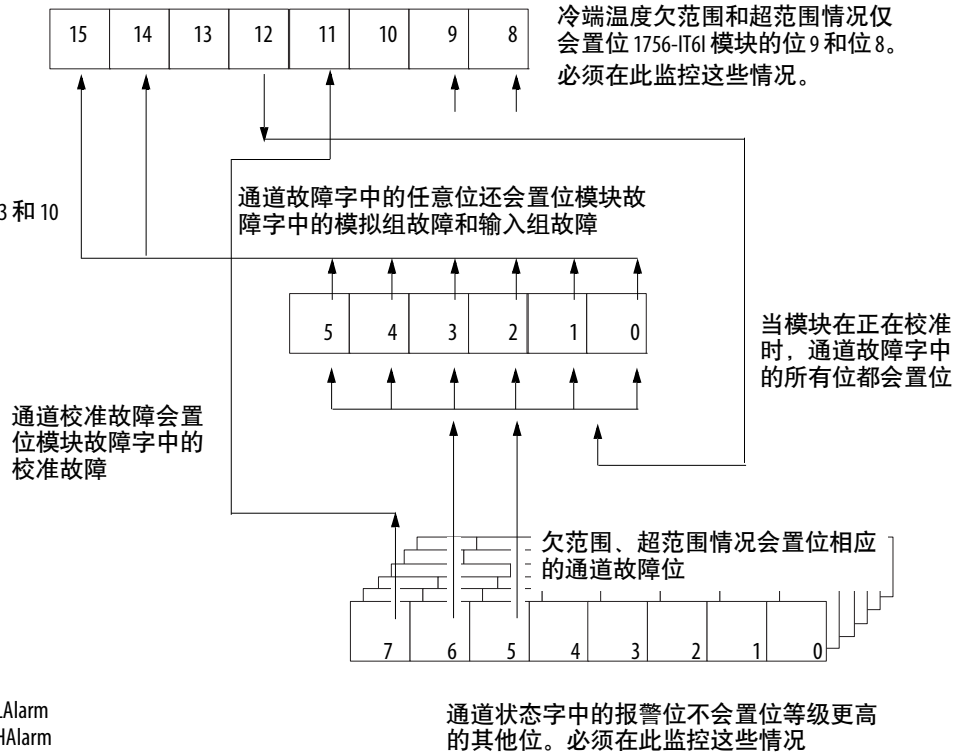 15 14 13 12 11 10 9 8
冷端温度欠范围和超范围情况仅
会置位 1756-IT6I 模块的位 9 和位 8。
必须在此监控这些情况。
3 和 10
通道故障字中的任意位还会置位模块故
障字中的模拟组故障和输入组故障
5 4 3 2 1 0
当模块在正在校准
时，通道故障字中
的所有位都会置位
通道校准故障会置
位模块故障字中的
校准故障
欠范围、超范围情况会置位相应
的通道故障位
7 6 5 4 3 2 1 0
LAlarm
HAlarm
通道状态字中的报警位不会置位等级更高
的其他位。必须在此监控这些情况